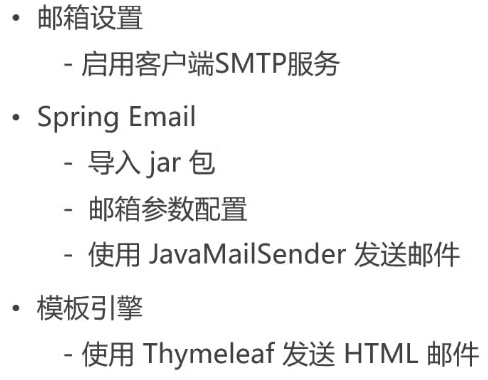 • 邮箱设置
- 启用客户端SMTP服务
• Spring Email
- 导入 jar 包
- 邮箱参数配置
- 使用 JavaMailSender 发送邮件
• 模板引擎
- 使用 Thymeleaf 发送 HTML 邮件